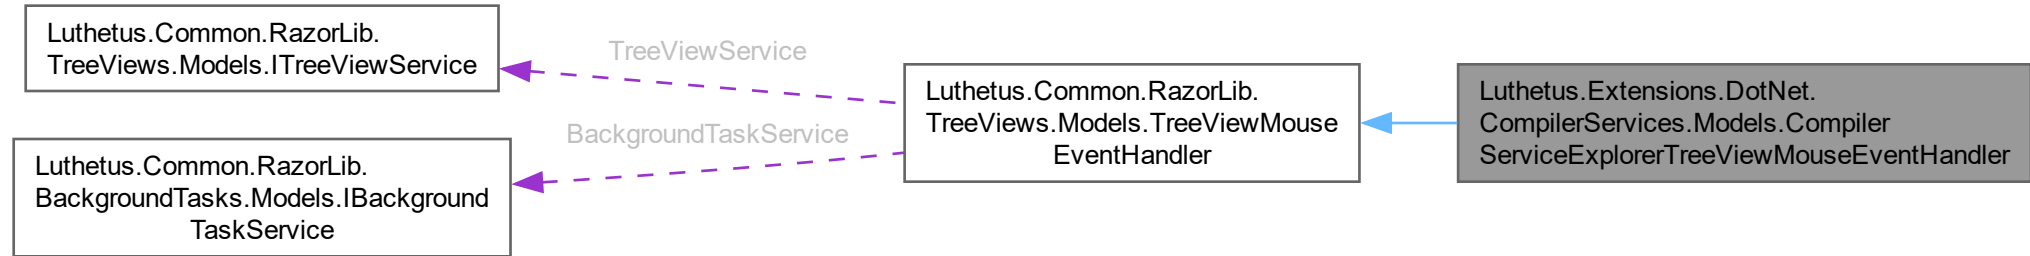 Luthetus.Common.RazorLib.
TreeViews.Models.ITreeViewService
TreeViewService
Luthetus.Common.RazorLib.
BackgroundTasks.Models.IBackground
TaskService
BackgroundTaskService
Luthetus.Common.RazorLib.
TreeViews.Models.TreeViewMouse
EventHandler
Luthetus.Extensions.DotNet.
CompilerServices.Models.Compiler
ServiceExplorerTreeViewMouseEventHandler